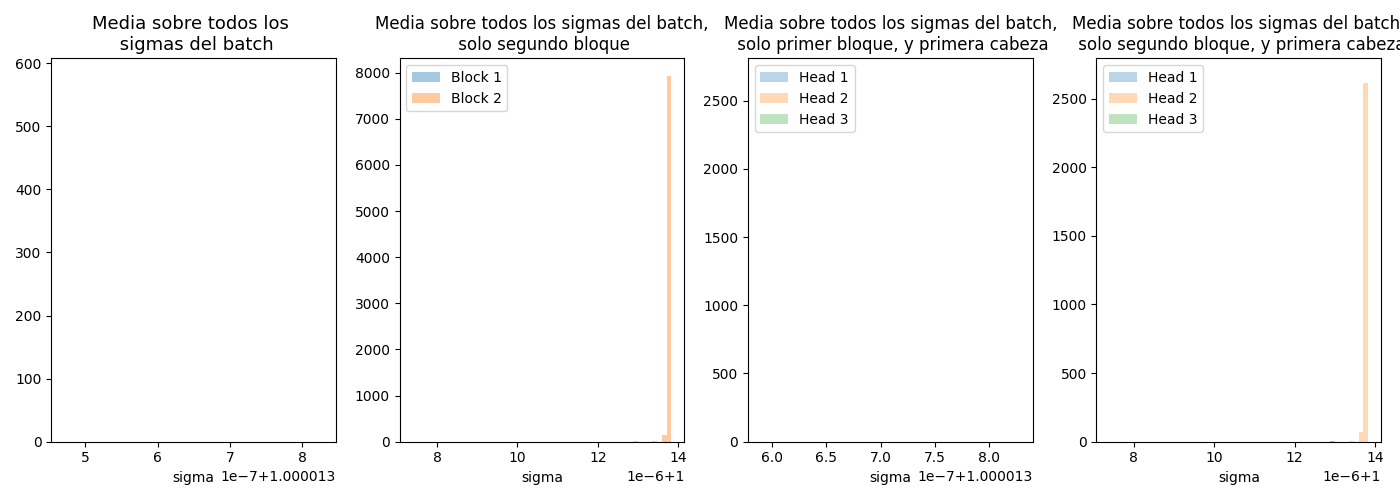 Media sobre todos los
sigmas del batch
600
500
400
300
200
100
0
5
6
7
8
sigma
1e−7+1.000013
Media sobre todos los sigmas del batch,
solo segundo bloque
Block 1
Block 2
8000
7000
6000
5000
4000
3000
2000
1000
0
8
10
12
14
sigma
1e−6+1
Media sobre todos los sigmas del batch,
solo primer bloque, y primera cabeza
Head 1
Head 2
Head 3
2500
2000
1500
1000
500
0
6.0
6.5
7.0
7.5
8.0
sigma
1e−7+1.000013
Media sobre todos los sigmas del batch
solo segundo bloque, y primera cabeza
Head 1
Head 2
Head 3
2500
2000
1500
1000
500
0
8
10
12
14
sigma
1e−6+1